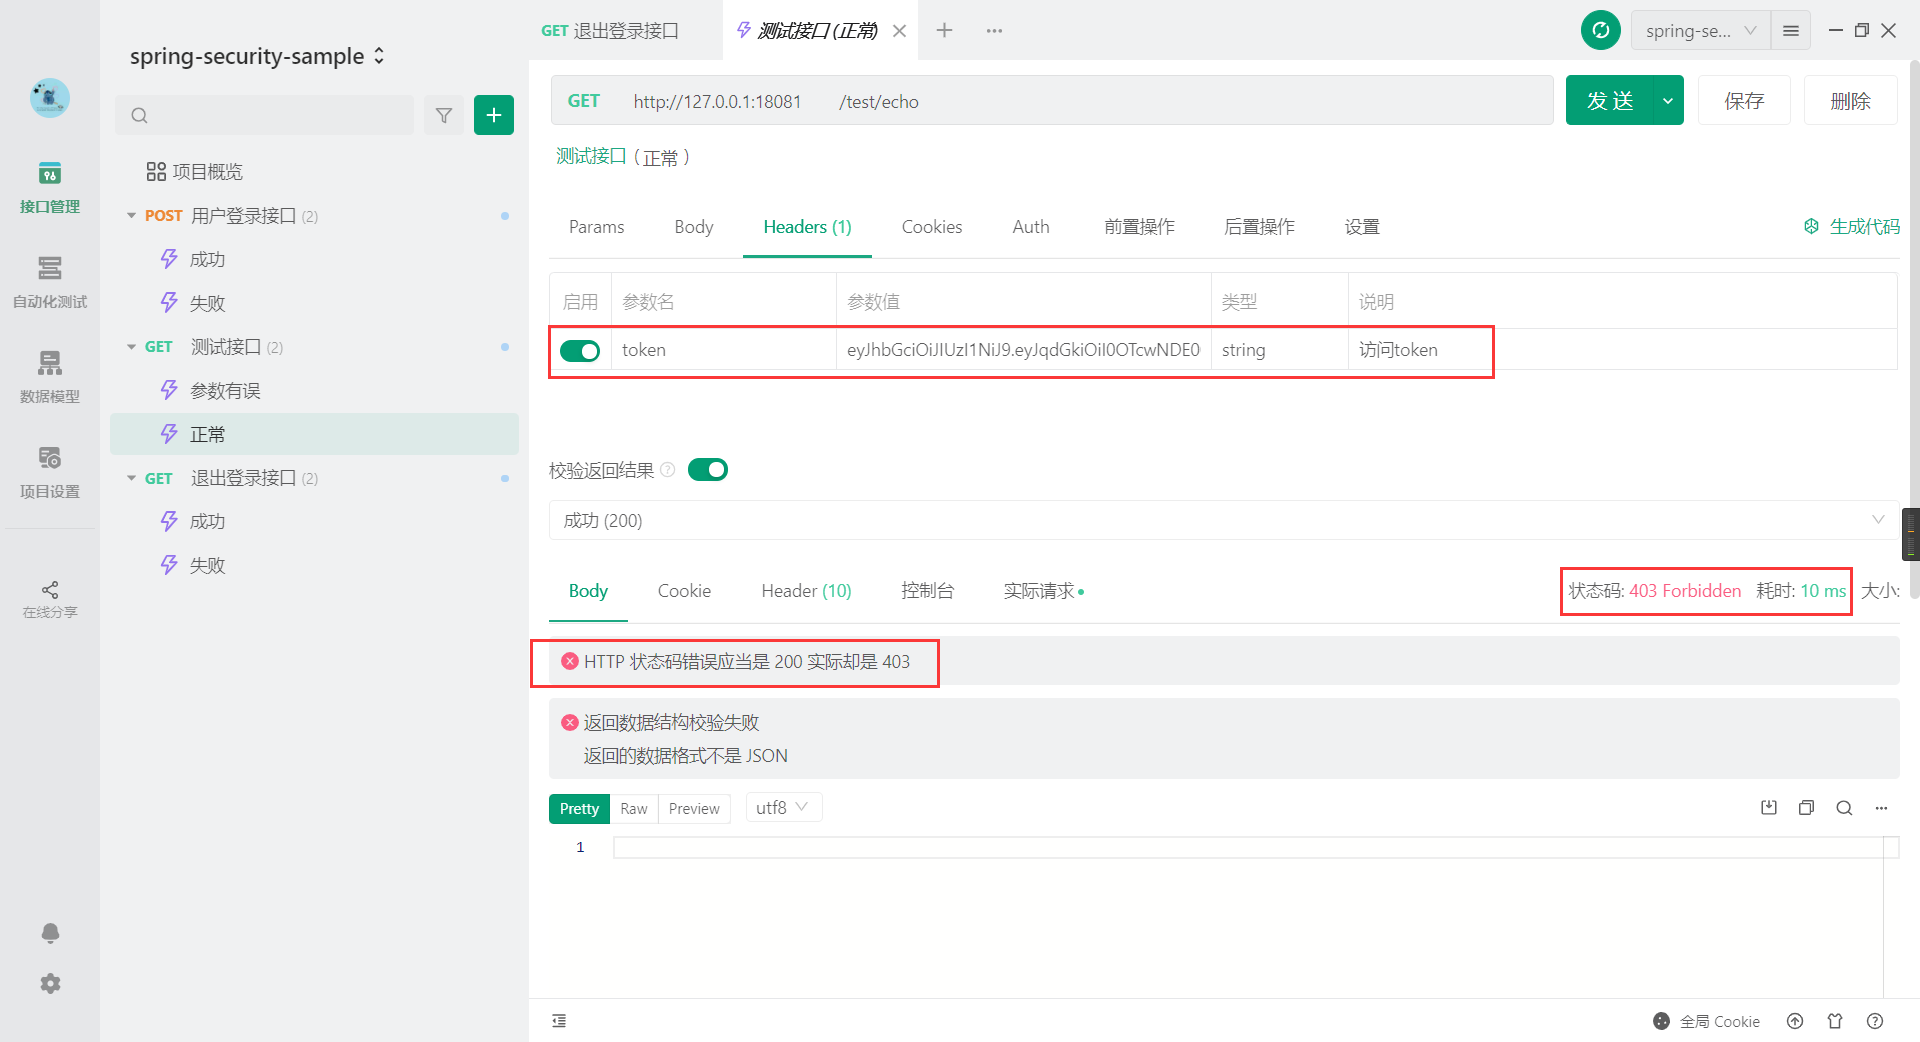 spring-security-sample
接口管理
自动化测试
数据模型
项目设置
在线分享
项目概览
POST 用户登录接口 (2)
成功
失败
GET 测试接口 (2)
参数有误
正常
GET 退出登录接口 (2)
成功
失败
GET 退出登录接口
测试接口 (正常)
spring-se...
GET http://127.0.0.1:18081 /test/echo
发 送
保存
删除
测试接口 ( 正常 )
Params Body Headers (1) Cookies Auth 前置操作 后置操作 设置
生成代码
启用 参数名 参数值 类型 说明
token eyJhbGciOiJIUzI1NiJ9.eyJqdGkiOiI0OTcwNDE0 string 访问token
校验返回结果
成功 (200)
Body Cookie Header (10) 控制台 实际请求
状态码: 403 Forbidden 耗时: 10 ms 大小:
HTTP 状态码错误应当是 200 实际却是 403
返回数据结构校验失败
返回的数据格式不是 JSON
Pretty Raw Preview utf8
1
全局 Cookie